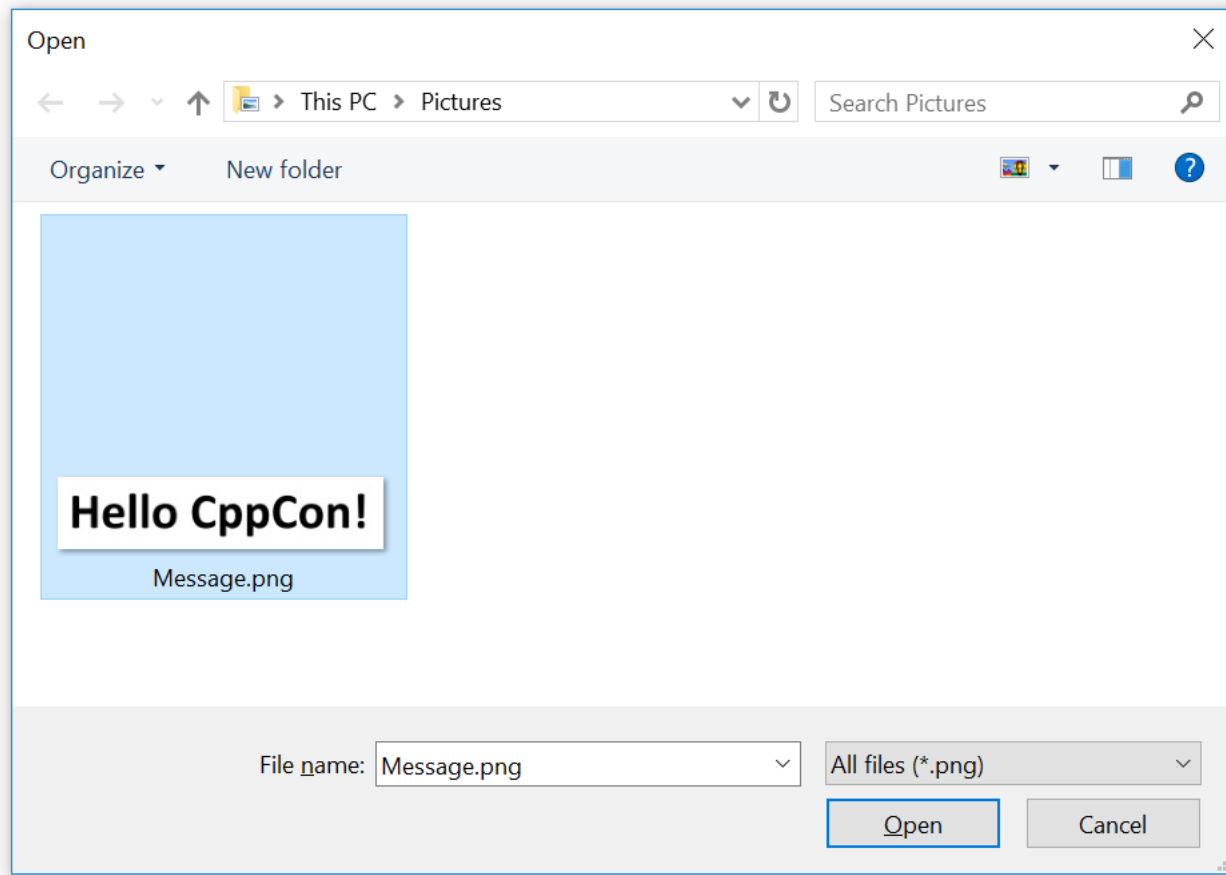 Open
This PC > Pictures
Search Pictures
Organize
New folder
?
Hello CppCon!
Message.png
File name: Message.png
All files (*.png)
Open
Cancel